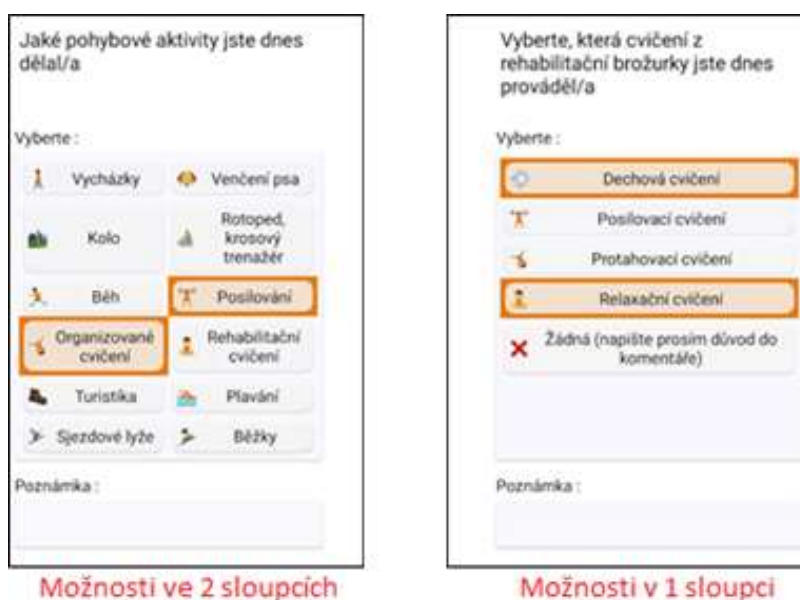 Jaké pohybové aktivity jste dnes
dělal/a
Vyberte :
Vycházky
Venčení psa
Kolo
Rotoped,
krosový
trenažér
Běh
Posilování
Organizované
cvičení
Rehabilitační
cvičení
Turistika
Plavání
Sjezdové lyže
Běžky
Poznámka :
Možnosti ve 2 sloupcích
Vyberte, která cvičení z
rehabilitační brožurky jste dnes
prováděl/a
Vyberte :
Dechová cvičení
Posilovací cvičení
Protahovací cvičení
Relaxační cvičení
Žádná (napište prosím důvod do
komentáře)
Poznámka :
Možnosti v 1 sloupci